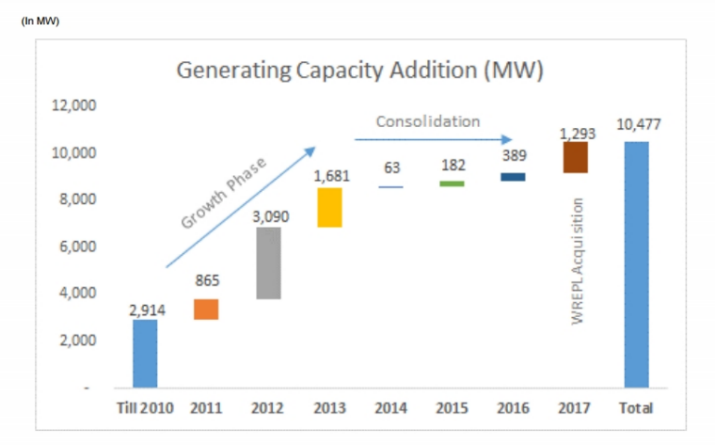 (In MW)
Generating Capacity Addition (MW)
12,000
10,000
8,000
6,000
4,000
2,000
-
Growth Phase
Consolidation
2,914
865
3,090
1,681
63
182
389
1,293
10,477
WREPL Acquisition
Till 2010 2011 2012 2013 2014 2015 2016 2017 Total